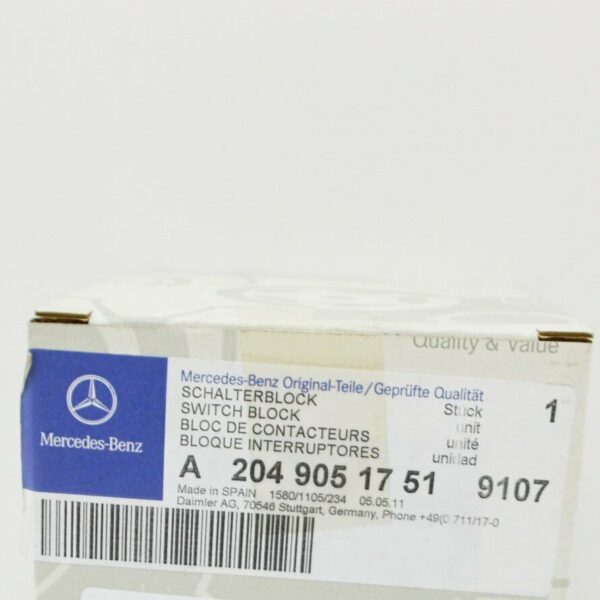 Quality & Value
Mercedes-Benz
Mercedes-Benz Original-Teile/Geprüfte Qualität
SCHALTERBLOCK Stück 1
SWITCH BLOCK unit
BLOC DE CONTACTEURS unité
BLOQUE INTERRUPTORES unidad
A 204 905 17 51 9107
Made in SPAIN 1580/1105/234 05.05.11
Daimler AG, 70546 Stuttgart, Germany, Phone +49(0)711/17-0